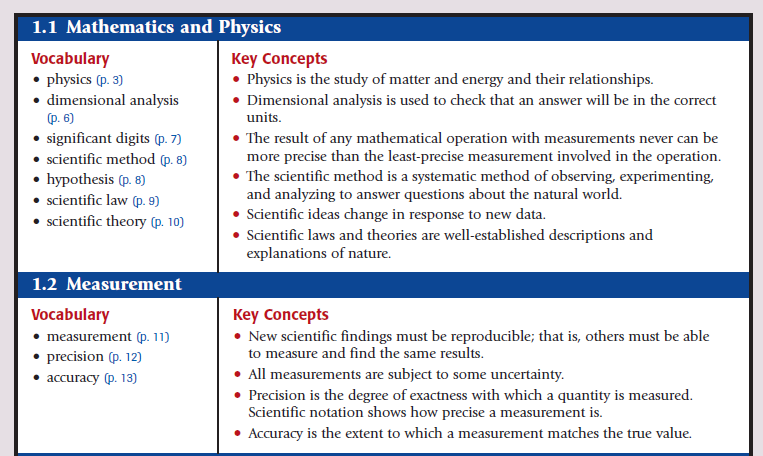 1.1 Mathematics and Physics
Vocabulary
• physics (p. 3)
• dimensional analysis
(p. 6)
• significant digits (p. 7)
• scientific method (p. 8)
• hypothesis (p. 8)
• scientific law (p. 9)
• scientific theory (p. 10)
Key Concepts
• Physics is the study of matter and energy and their relationships.
• Dimensional analysis is used to check that an answer will be in the correct
units.
• The result of any mathematical operation with measurements never can be
more precise than the least-precise measurement involved in the operation.
• The scientific method is a systematic method of observing, experimenting,
and analyzing to answer questions about the natural world.
• Scientific ideas change in response to new data.
• Scientific laws and theories are well-established descriptions and
explanations of nature.
1.2 Measurement
Vocabulary
• measurement (p. 11)
• precision (p. 12)
• accuracy (p. 13)
Key Concepts
• New scientific findings must be reproducible; that is, others must be able
to measure and find the same results.
• All measurements are subject to some uncertainty.
• Precision is the degree of exactness with which a quantity is measured.
Scientific notation shows how precise a measurement is.
• Accuracy is the extent to which a measurement matches the true value.